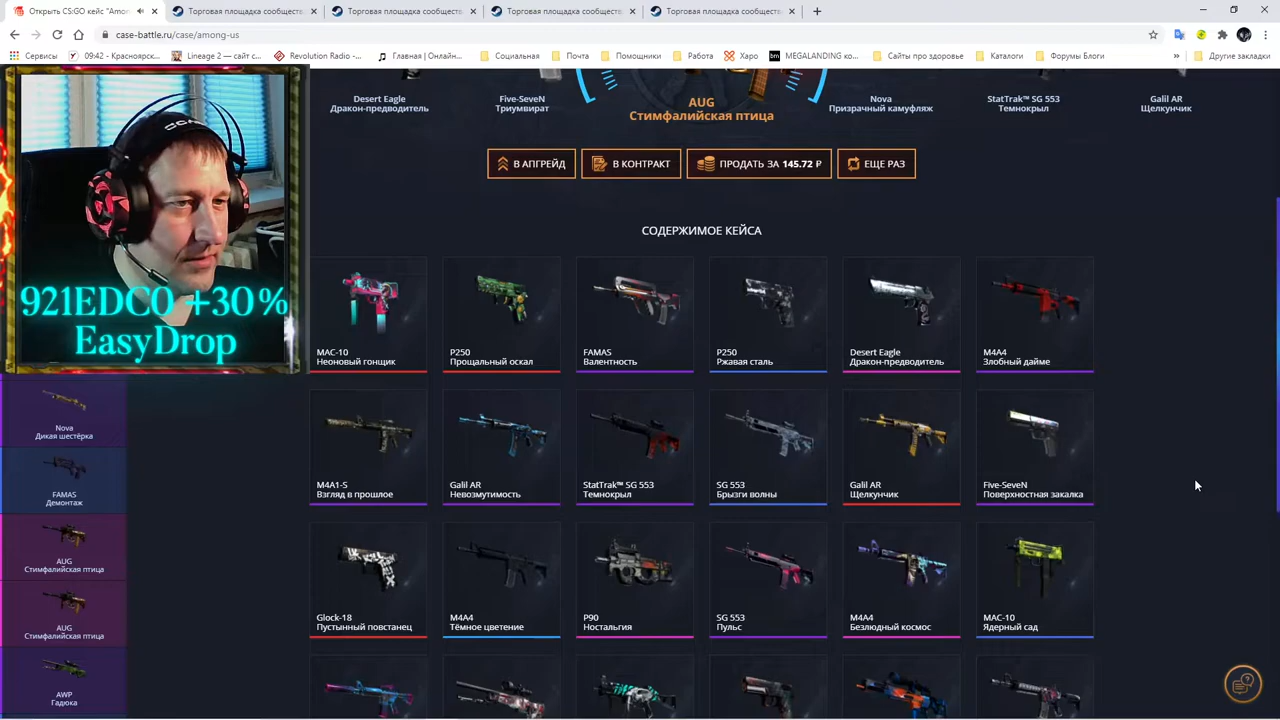 Открыть CS:GO кейс "Амо
Торговая площадка сообществ
Торговая площадка сообществ
Торговая площадка сообществ
Торговая площадка сообществ
case-battle.ru/case/among-us
Сервисы
09:42 – Красноярск...
Lineage 2 — сайт с...
Revolution Radio –...
Главная | Онлайн...
Социальная
Почта
Помощники
Работа
Харо
MEGALANDING ко...
Сайты про здоровье
Каталоги
Форумы Блоги
Другие закладки
Desert Eagle
Дракон-предводитель
Five-SeveN
Триумвират
AUG
Стимфалийская птица
Nova
Призрачный камуфляж
StatTrak™ SG 553
Темнокрыл
Galil AR
Щелкунчик
В АПГРЕЙД
В КОНТРАКТ
ПРОДАТЬ ЗА 145.72 ₽
ЕЩЕ РАЗ
СОДЕРЖИМОЕ КЕЙСА
921EDC0 +30%
EasyDrop
MAC-10
Неоновый гонщик
P250
Прощальный оскал
FAMAS
Валентность
P250
Ржавая сталь
Desert Eagle
Дракон-предводитель
M4A4
Злобный дайме
M4A1-S
Взгляд в прошлое
Galil AR
Невозмутимость
StatTrak™ SG 553
Темнокрыл
SG 553
Брызги волны
Galil AR
Щелкунчик
Five-SeveN
Поверхностная закалка
Glock-18
Пустынный повстанец
M4A4
Тёмное цветение
P90
Ностальгия
SG 553
Пульс
M4A4
Безлюдный космос
MAC-10
Ядерный сад
Nova
Дикая шестёрка
FAMAS
Демонтаж
AUG
Стимфалийская птица
AUG
Стимфалийская птица
AWP
Гадюка